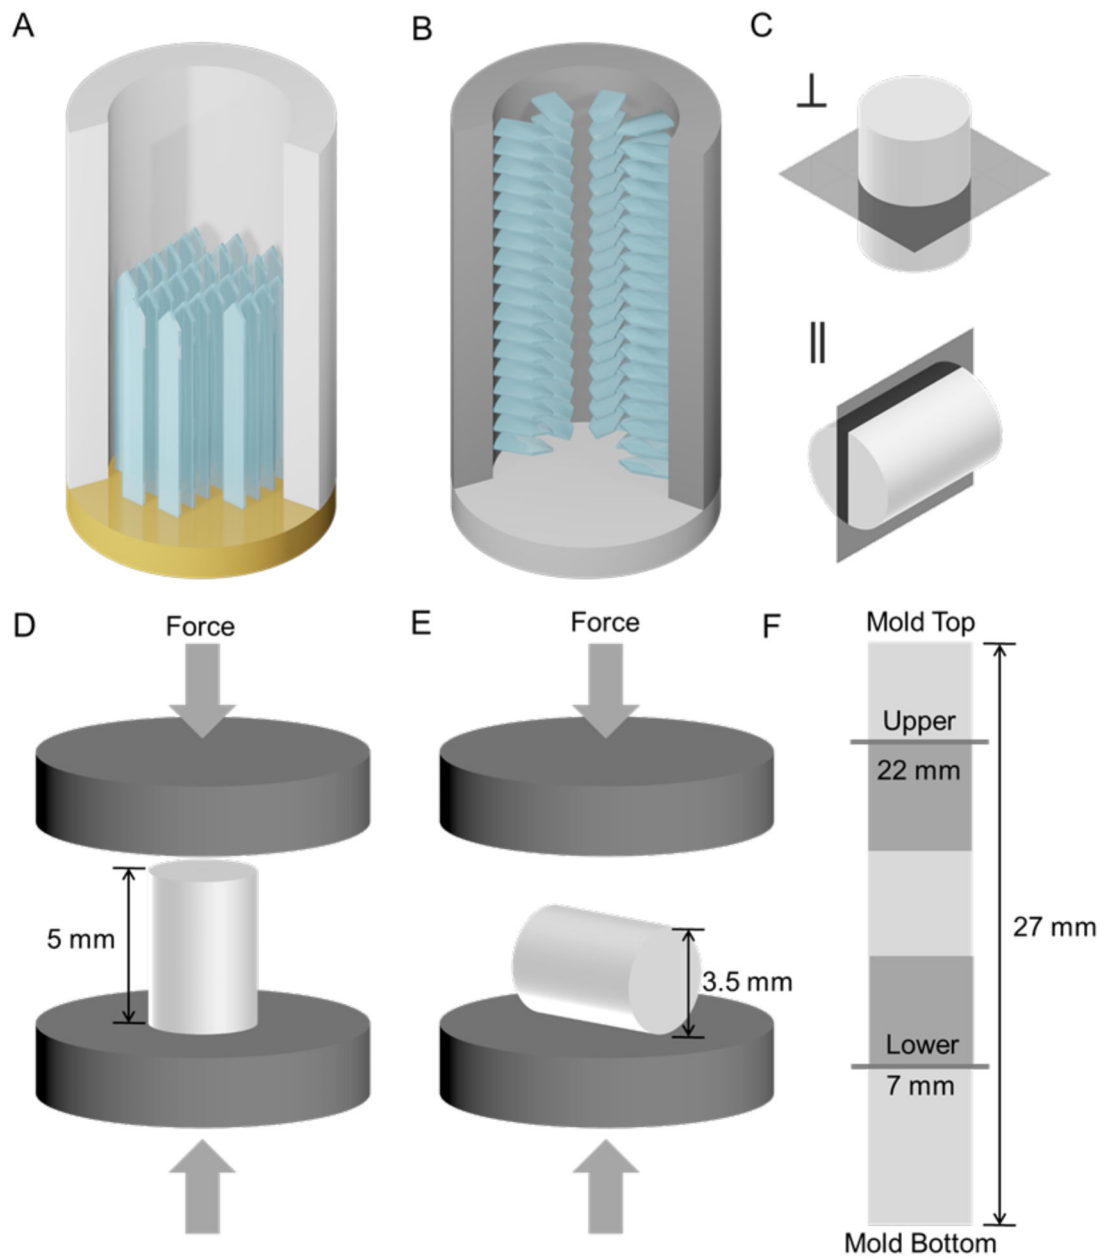 A
B
C
⊥
||
D
Force
5 mm
E
Force
3.5 mm
F
Mold Top
Upper
22 mm
27 mm
Lower
7 mm
Mold Bottom